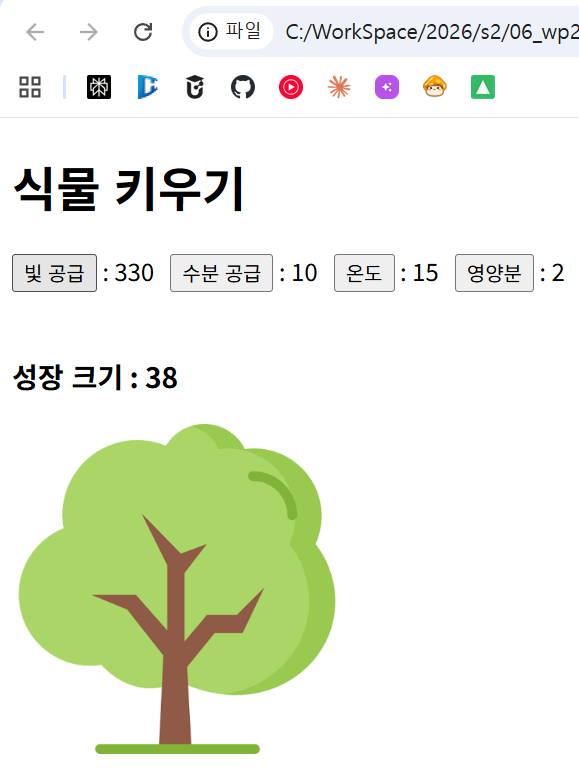 파일 C:/WorkSpace/2026/s2/06_wp2
식물 키우기
빛 공급 : 330 수분 공급 : 10 온도 : 15 영양분 : 2
성장 크기 : 38